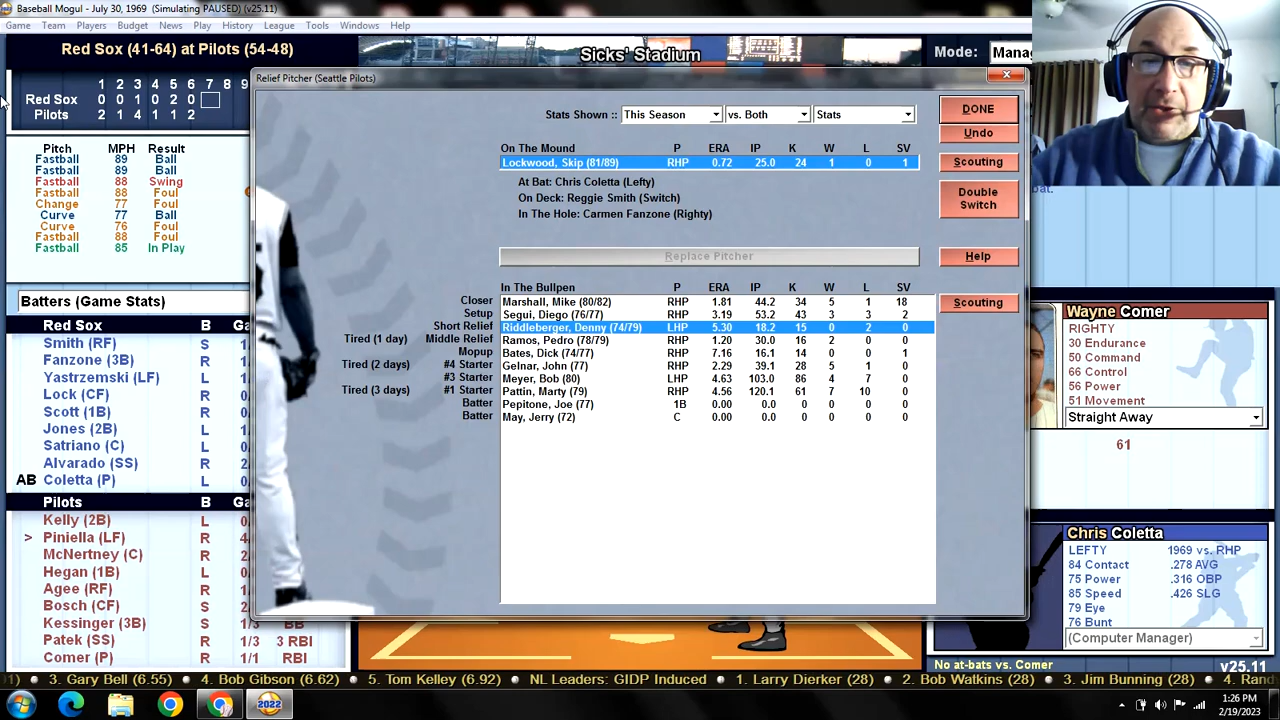 Baseball Mogul - July 30, 1969 (Simulating PAUSED) (v25.11)
Game Team Players Budget News Play History League Tools Windows Help
Red Sox (41-64) at Pilots (54-48)
Sicks' Stadium
Mode:
1 2 3 4 5 6 7 8 9
Red Sox 0 0 1 0 2 0
Pilots 2 1 4 1 1 2
Pitch MPH Result
Fastball 89 Ball
Fastball 89 Ball
Fastball 88 Swing
Fastball 88 Foul
Change 77 Foul
Curve 77 Ball
Curve 76 Foul
Fastball 88 Foul
Fastball 85 In Play
Batters (Game Stats)
Red Sox B
Smith (RF) S
Fanzone (3B) R
Yastrzemski (LF) L
Lock (CF) R
Scott (1B) R
Jones (2B) L
Satriano (C) L
Alvarado (SS) R
AB Coletta (P) L
Pilots B
Kelly (2B) L
> Piniella (LF) R
McNertney (C) R
Hegan (1B) L
Agee (RF) R
Bosch (CF) S
Kessinger (3B) S 1/3 BB
Patek (SS) R 1/3 3 RBI
Comer (P) R 1/1 RBI
Relief Pitcher (Seattle Pilots)
Stats Shown :: This Season vs. Both Stats
On The Mound P ERA IP K W L SV
Lockwood, Skip (81/89) RHP 0.72 25.0 24 1 0 1
At Bat: Chris Coletta (Lefty)
On Deck: Reggie Smith (Switch)
In The Hole: Carmen Fanzone (Righty)
Replace Pitcher
In The Bullpen P ERA IP K W L SV
Closer Marshall, Mike (80/82) RHP 1.81 44.2 34 5 1 18
Setup Segui, Diego (76/77) RHP 3.19 53.2 43 3 3 2
Short Relief Riddleberger, Denny (74/79) LHP 5.30 18.2 15 0 2 0
Tired (1 day) Middle Relief Ramos, Pedro (78/79) RHP 1.20 30.0 16 2 0 0
Mopup Bates, Dick (74/77) RHP 7.16 16.1 14 0 0 1
Tired (2 days) #4 Starter Gelnar, John (77) RHP 2.29 39.1 28 5 1 0
#3 Starter Meyer, Bob (80) LHP 4.63 103.0 86 4 7 0
Tired (3 days) #1 Starter Pattin, Marty (79) RHP 4.56 120.1 61 7 10 0
Batter Pepitone, Joe (77) 1B 0.00 0.0 0 0 0 0
Batter May, Jerry (72) C 0.00 0.0 0 0 0 0
DONE
Undo
Scouting
Double
Switch
Help
Scouting
Wayne Comer
RIGHTY
30 Endurance
50 Command
66 Control
56 Power
51 Movement
Straight Away
61
Chris Coletta
LEFTY 1969 vs. RHP
84 Contact .278 AVG
75 Power .316 OBP
85 Speed .426 SLG
79 Eye
76 Bunt
(Computer Manager)
No at-bats vs. Comer v25.11
3. Gary Bell (6.55) 4. Bob Gibson (6.62) 5. Tom Kelley (6.92) NL Leaders: GIDP Induced 1. Larry Dierker (28) 2. Bob Watkins (28) 3. Jim Bunning (28)
2022
1:26 PM
2/19/2023